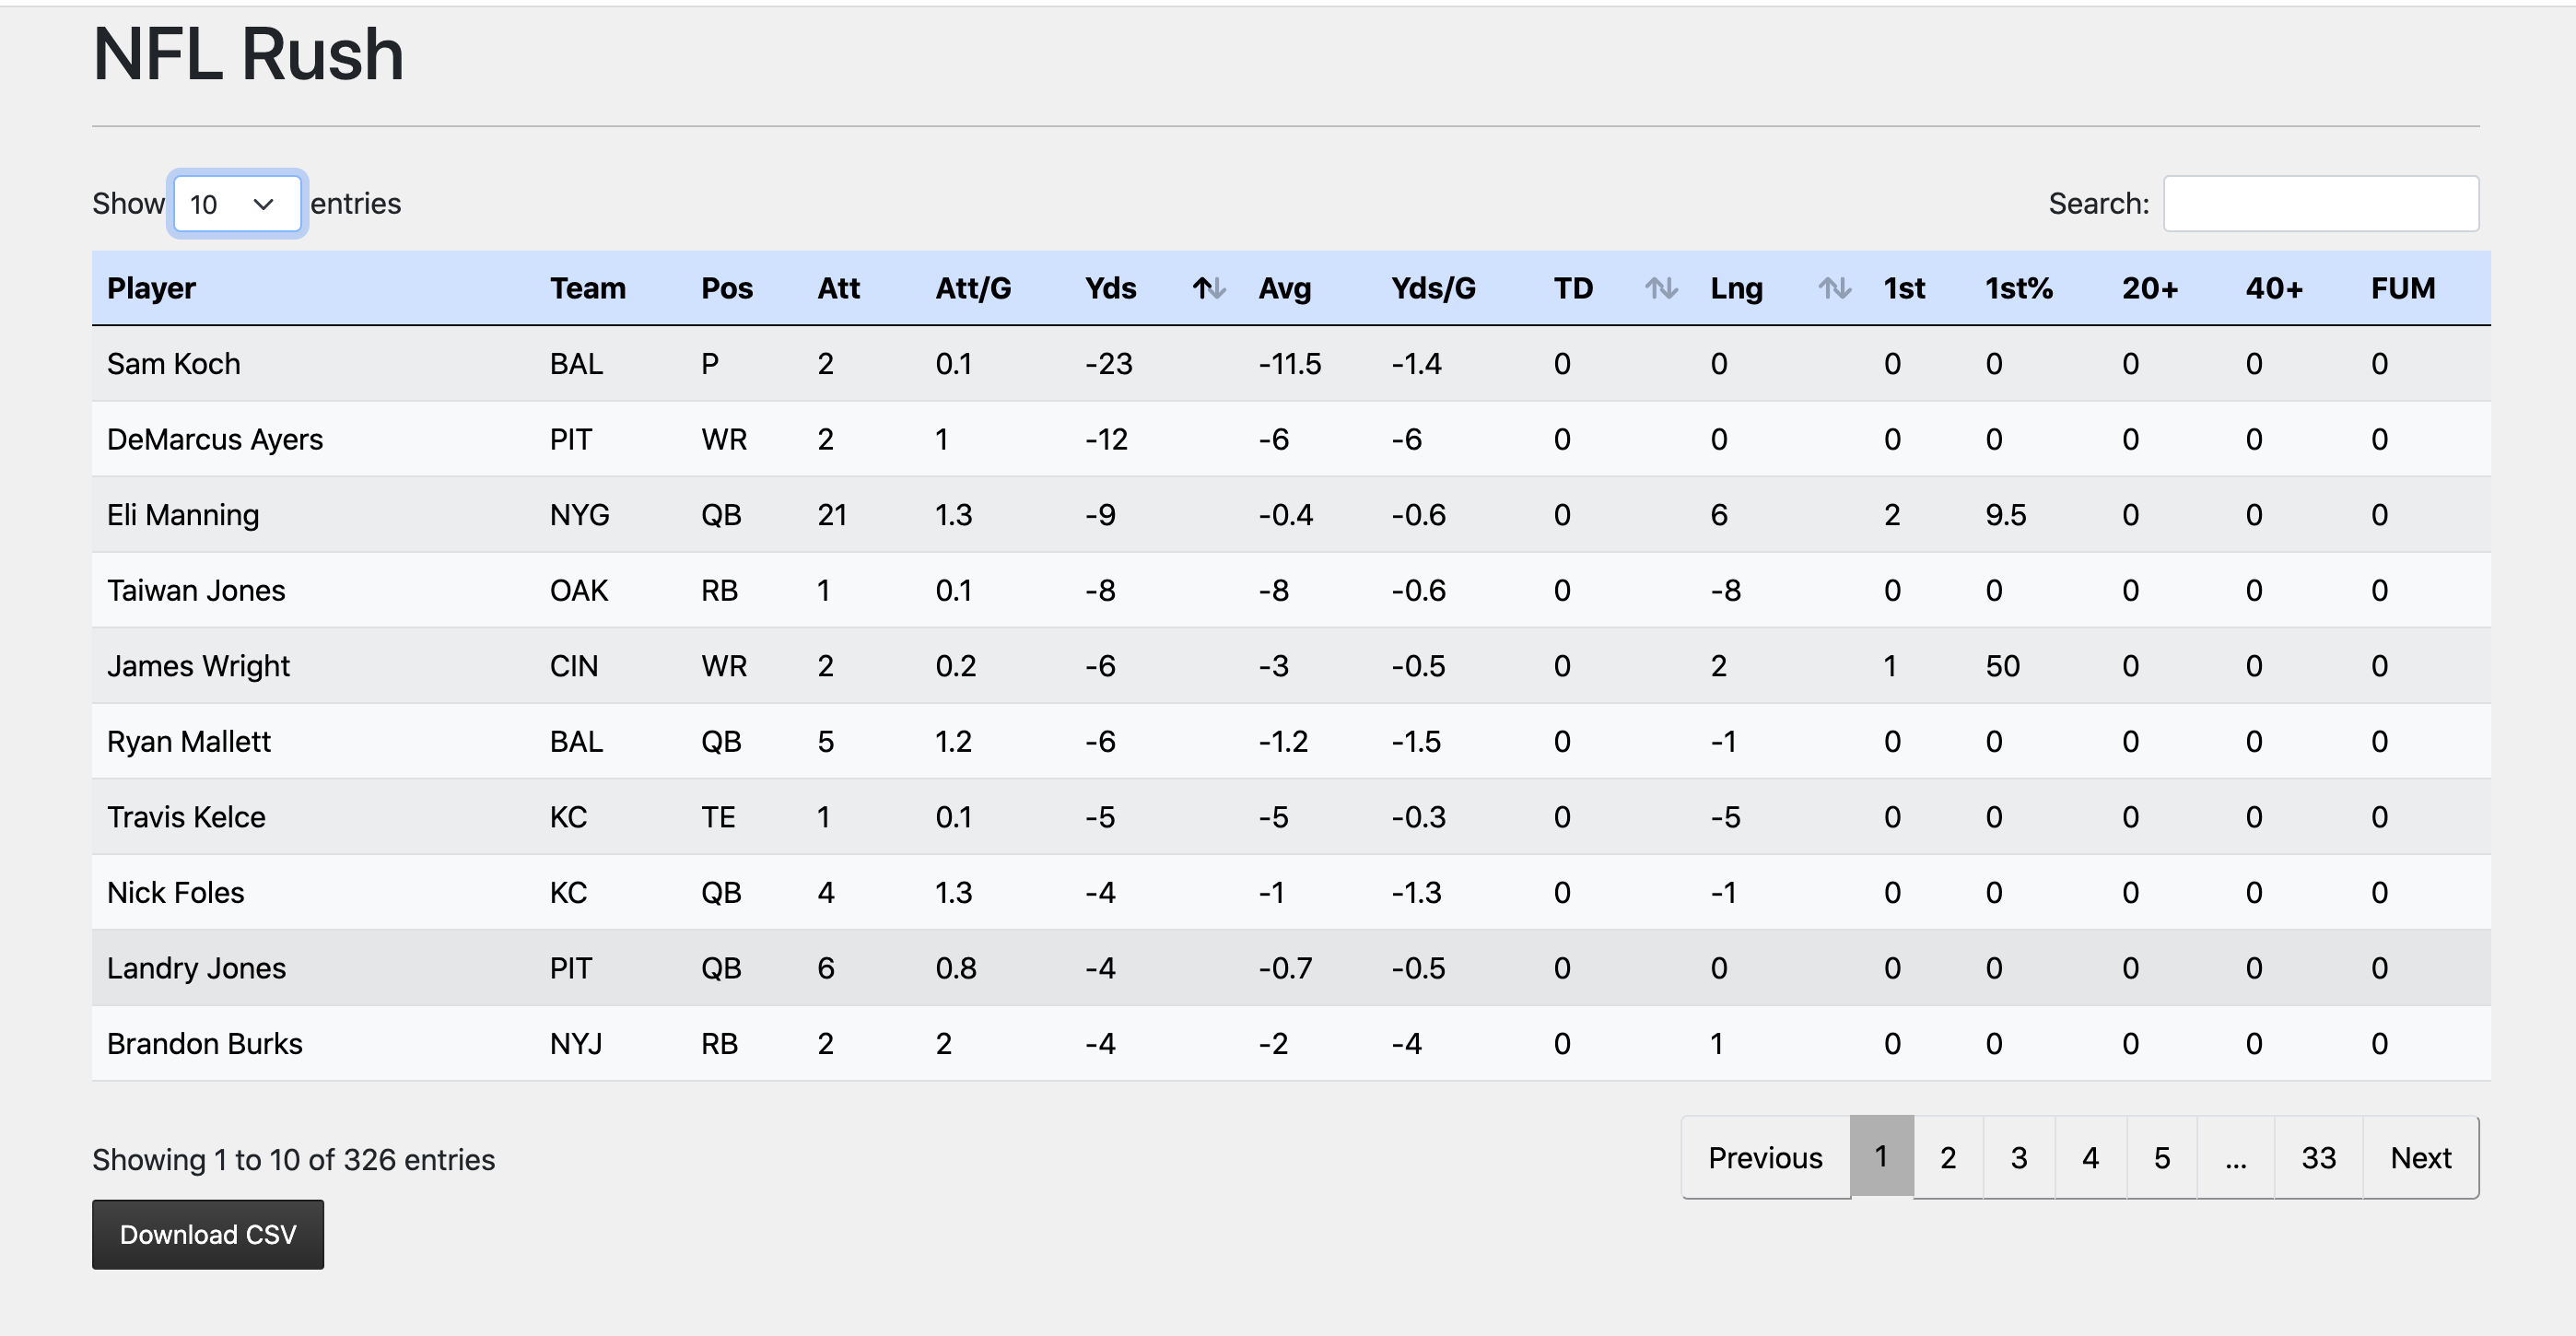 NFL Rush
Show 10 entries Search:
Player Team Pos Att Att/G Yds Avg Yds/G TD Lng 1st 1st% 20+ 40+ FUM
Sam Koch BAL P 2 0.1 -23 -11.5 -1.4 0 0 0 0 0 0 0
DeMarcus Ayers PIT WR 2 1 -12 -6 -6 0 0 0 0 0 0 0
Eli Manning NYG QB 21 1.3 -9 -0.4 -0.6 0 6 2 9.5 0 0 0
Taiwan Jones OAK RB 1 0.1 -8 -8 -0.6 0 -8 0 0 0 0 0
James Wright CIN WR 2 0.2 -6 -3 -0.5 0 2 1 50 0 0 0
Ryan Mallett BAL QB 5 1.2 -6 -1.2 -1.5 0 -1 0 0 0 0 0
Travis Kelce KC TE 1 0.1 -5 -5 -0.3 0 -5 0 0 0 0 0
Nick Foles KC QB 4 1.3 -4 -1 -1.3 0 -1 0 0 0 0 0
Landry Jones PIT QB 6 0.8 -4 -0.7 -0.5 0 0 0 0 0 0 0
Brandon Burks NYJ RB 2 2 -4 -2 -4 0 1 0 0 0 0 0
Showing 1 to 10 of 326 entries Previous 1 2 3 4 5 ... 33 Next
Download CSV